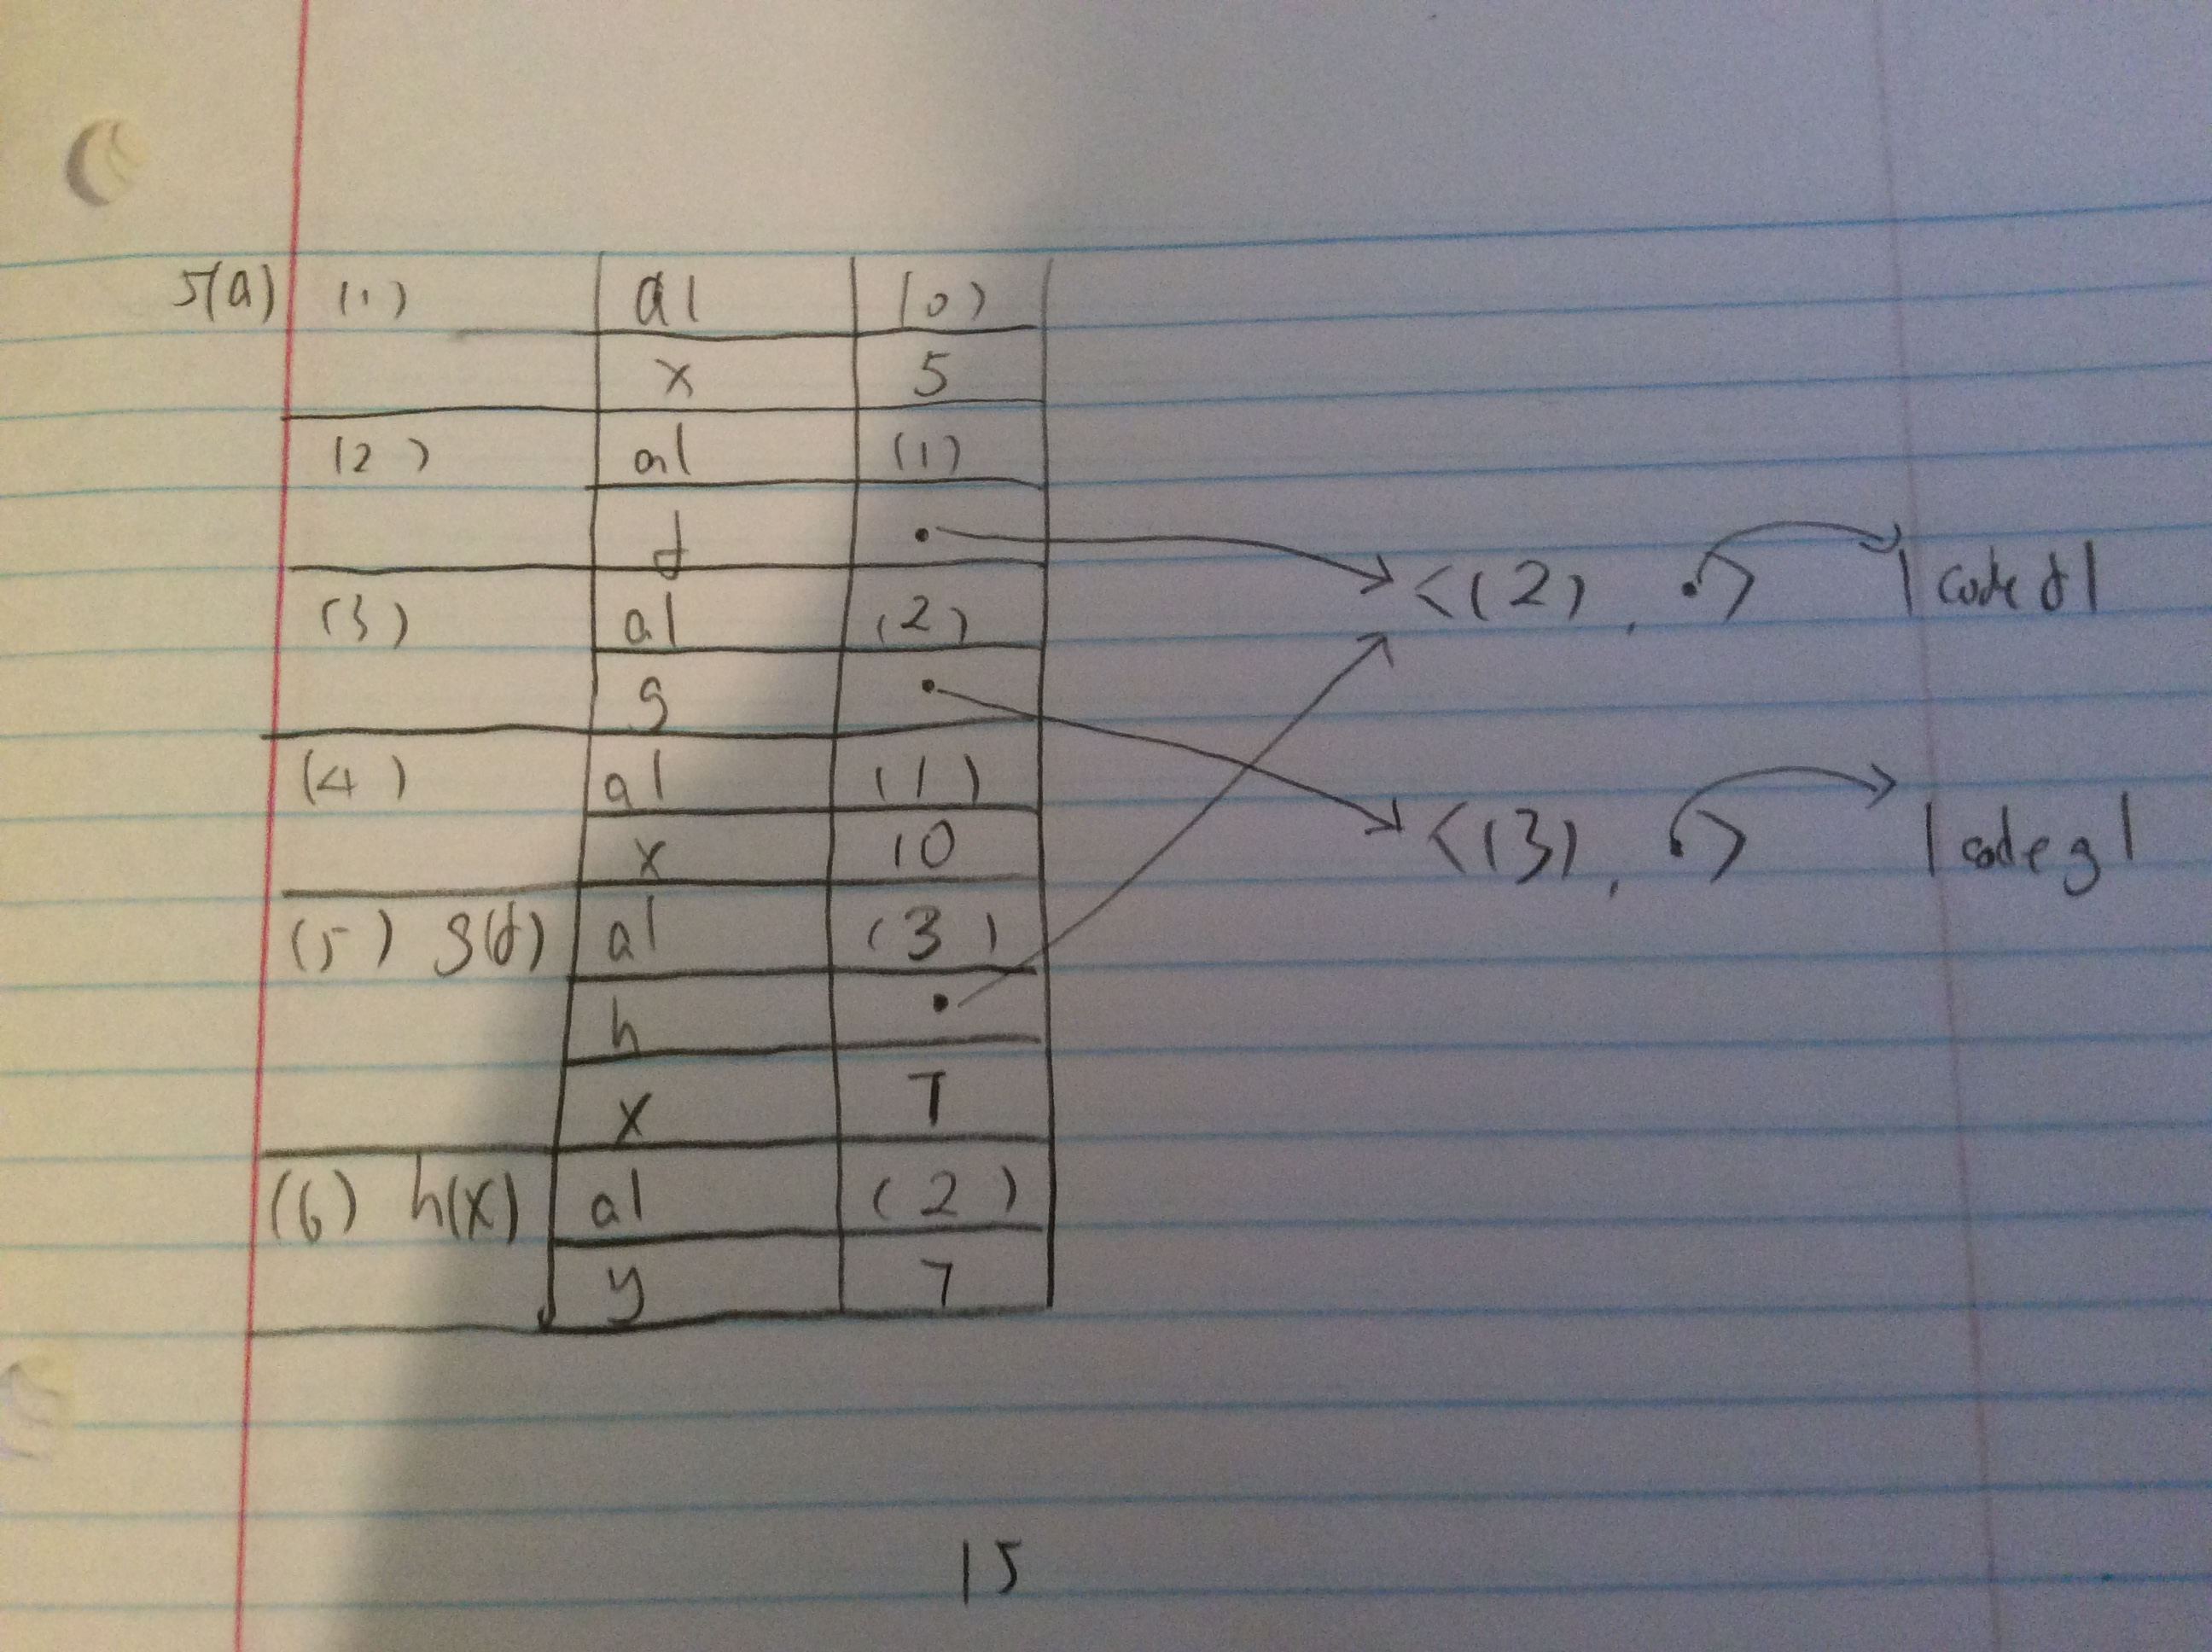 5(a) (1) al (0)
x 5
(2) al (1)
f •
<(2), •> |code f|
(3) al (2)
g •
(4) al (1)
x 10
<(3), •> |code g|
(5) g(f) al (3)
h •
x 7
(6) h(x) al (2)
y 7
15